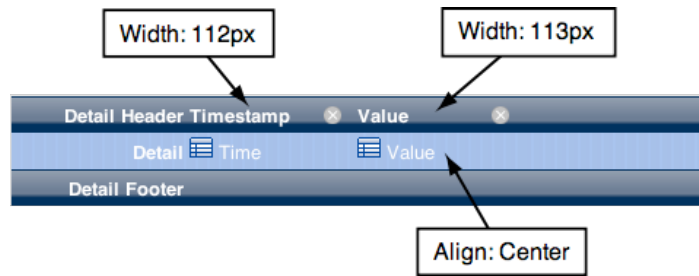 Width: 112px
Width: 113px
Detail Header Timestamp Value
Detail Time Value
Detail Footer
Align: Center